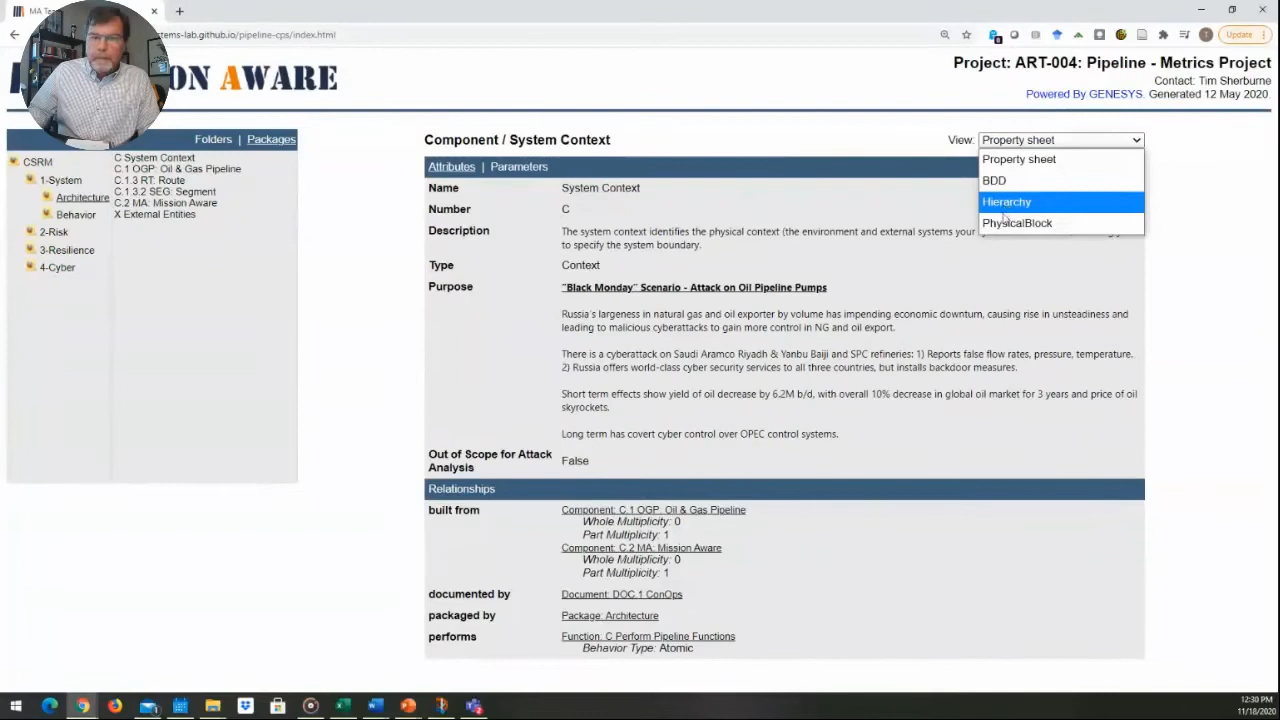 MA Te
tems-lab.github.io/pipeline-cps/index.html
Update
ON AWARE
Project: ART-004: Pipeline - Metrics Project
Contact: Tim Sherburne
Powered By GENESYS. Generated 12 May 2020.
Folders | Packages
CSRM
1-System
Architecture
Behavior
2-Risk
3-Resilience
4-Cyber
C System Context
C.1 OGP: Oil & Gas Pipeline
C.1.3 RT: Route
C.1.3.2 SEG: Segment
C.2 MA: Mission Aware
X External Entities
Component / System Context
View: Property sheet
Property sheet
BDD
Hierarchy
PhysicalBlock
Attributes | Parameters
Name System Context
Number C
Description The system context identifies the physical context (the environment and external systems your
to specify the system boundary.
Type Context
Purpose "Black Monday" Scenario - Attack on Oil Pipeline Pumps
Russia's largeness in natural gas and oil exporter by volume has impending economic downturn, causing rise in unsteadiness and
leading to malicious cyberattacks to gain more control in NG and oil export.
There is a cyberattack on Saudi Aramco Riyadh & Yanbu Baiji and SPC refineries: 1) Reports false flow rates, pressure, temperature.
2) Russia offers world-class cyber security services to all three countries, but installs backdoor measures.
Short term effects show yield of oil decrease by 6.2M b/d, with overall 10% decrease in global oil market for 3 years and price of oil
skyrockets.
Long term has covert cyber control over OPEC control systems.
Out of Scope for Attack
Analysis
False
Relationships
built from Component: C.1 OGP: Oil & Gas Pipeline
Whole Multiplicity: 0
Part Multiplicity: 1
Component: C.2 MA: Mission Aware
Whole Multiplicity: 0
Part Multiplicity: 1
documented by Document: DOC.1 ConOps
packaged by Package: Architecture
performs Function: C Perform Pipeline Functions
Behavior Type: Atomic
12:30 PM
11/18/2020